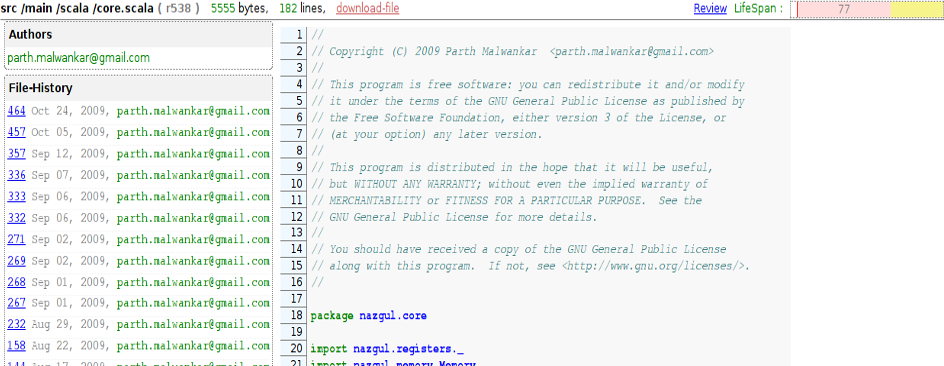 src /main /scala /core.scala ( r538 ) 5555 bytes, 182 lines, download-file Review LifeSpan : 77
Authors
parth.malwankar@gmail.com
File-History
464 Oct 24, 2009, parth.malwankar@gmail.com
457 Oct 05, 2009, parth.malwankar@gmail.com
357 Sep 12, 2009, parth.malwankar@gmail.com
336 Sep 07, 2009, parth.malwankar@gmail.com
333 Sep 06, 2009, parth.malwankar@gmail.com
332 Sep 06, 2009, parth.malwankar@gmail.com
271 Sep 02, 2009, parth.malwankar@gmail.com
269 Sep 02, 2009, parth.malwankar@gmail.com
268 Sep 01, 2009, parth.malwankar@gmail.com
267 Sep 01, 2009, parth.malwankar@gmail.com
232 Aug 29, 2009, parth.malwankar@gmail.com
158 Aug 22, 2009, parth.malwankar@gmail.com
144 Jun 17, 2009, parth.malwankar@gmail.com
1 //
2 // Copyright (C) 2009 Parth Malwankar <parth.malwankar@gmail.com>
3 //
4 // This program is free software: you can redistribute it and/or modify
5 // it under the terms of the GNU General Public License as published by
6 // the Free Software Foundation, either version 3 of the License, or
7 // (at your option) any later version.
8 //
9 // This program is distributed in the hope that it will be useful,
10 // but WITHOUT ANY WARRANTY; without even the implied warranty of
11 // MERCHANTABILITY or FITNESS FOR A PARTICULAR PURPOSE. See the
12 // GNU General Public License for more details.
13 //
14 // You should have received a copy of the GNU General Public License
15 // along with this program. If not, see <http://www.gnu.org/licenses/>.
16 //
17
18 package nazgul.core
19
20 import nazgul.registers._
21 import nazgul.memory.Memory